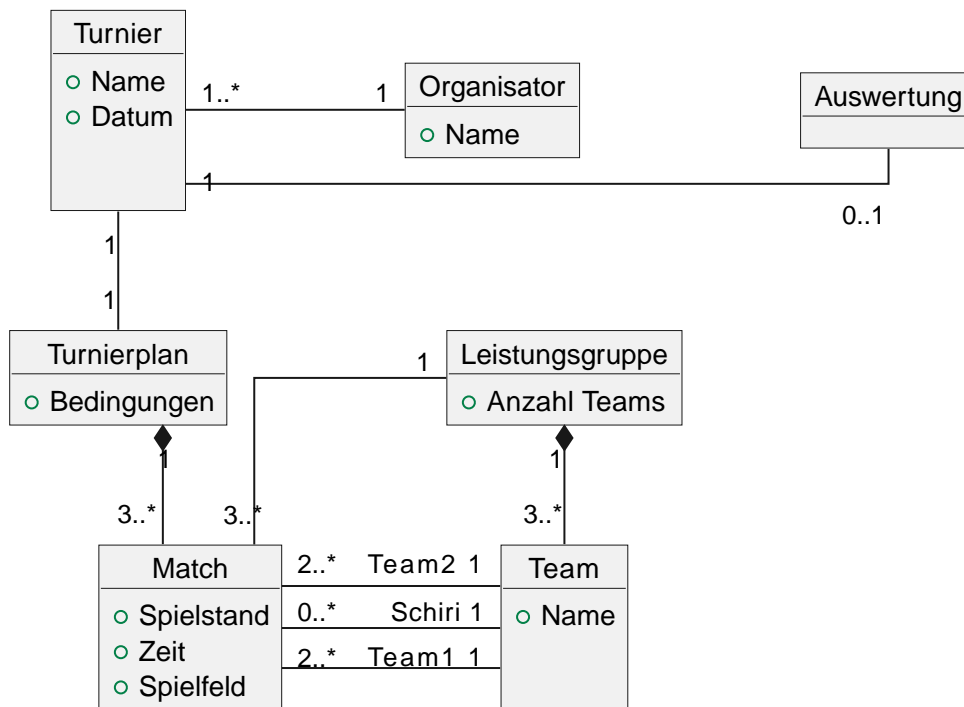 Turnier
Name
Datum
1..* 1
Organisator
Name
Auswertung
1
0..1
1
1
Turnierplan
Bedingungen
1
Leistungsgruppe
Anzahl Teams
1
1
3..*
3..*
3..*
Match
Spielstand
Zeit
Spielfeld
2..* Team2 1
0..* Schiri 1
2..* Team1 1
Team
Name